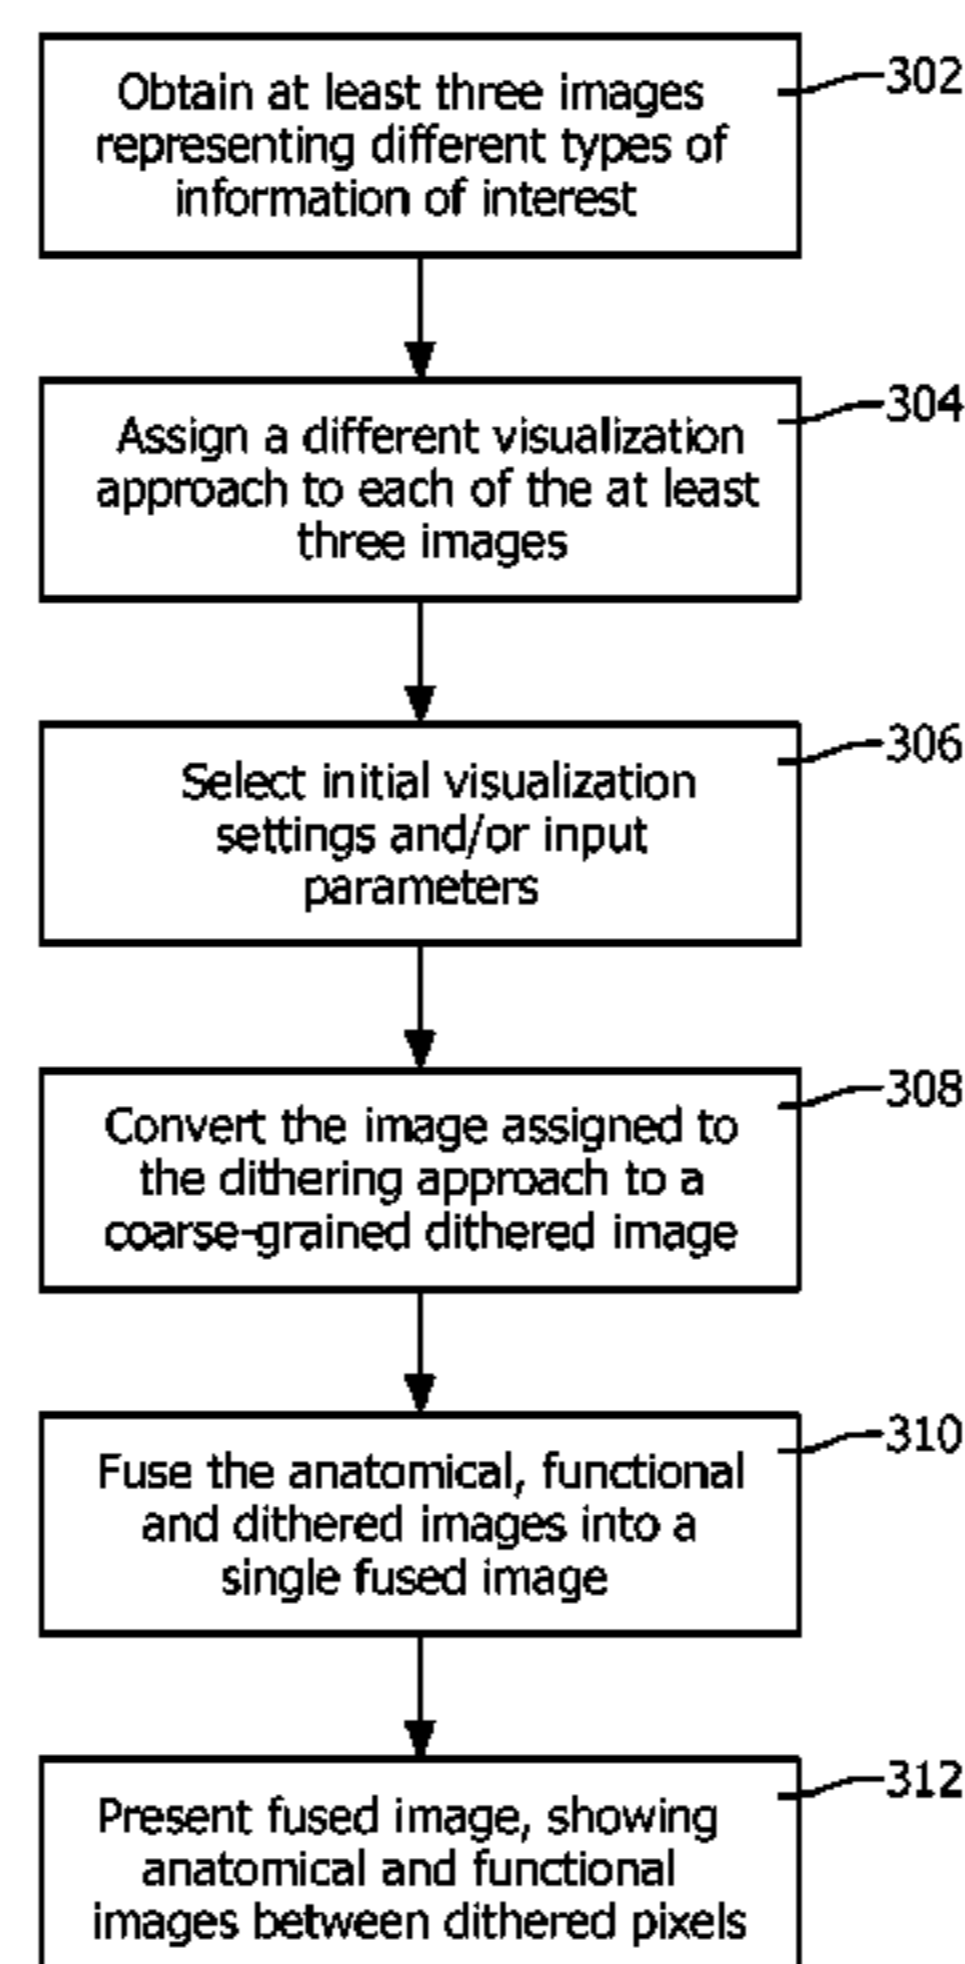 Obtain at least three images
representing different types of
information of interest
302
Assign a different visualization
approach to each of the at least
three images
304
Select initial visualization
settings and/or input
parameters
306
Convert the image assigned to
the dithering approach to a
coarse-grained dithered image
308
Fuse the anatomical, functional
and dithered images into a
single fused image
310
Present fused image, showing
anatomical and functional
images between dithered pixels
312